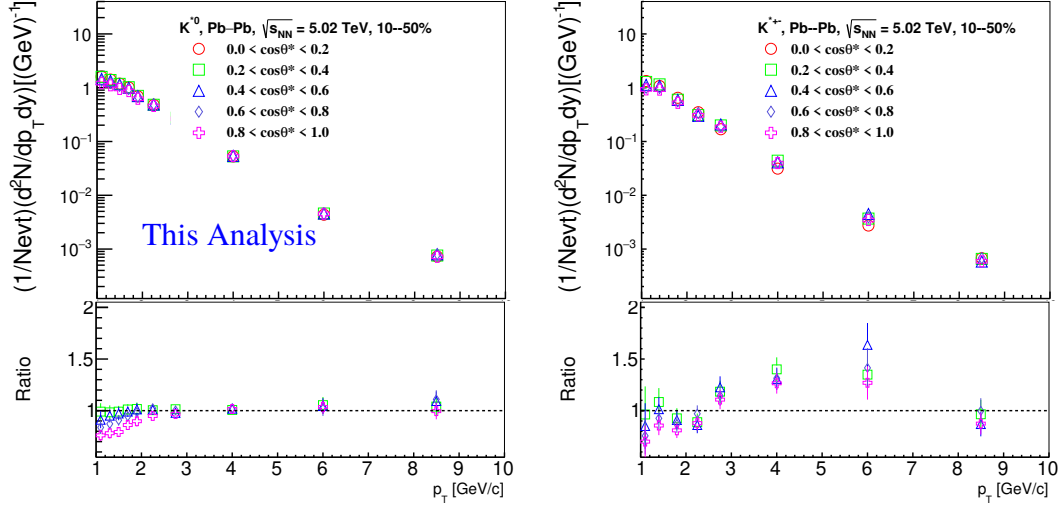 K*0, Pb–Pb, √sNN = 5.02 TeV, 10--50%
0.0 < cosθ* < 0.2
0.2 < cosθ* < 0.4
0.4 < cosθ* < 0.6
0.6 < cosθ* < 0.8
0.8 < cosθ* < 1.0
This Analysis
(1/Nevt)(d²N/dpTdy)[(GeV)⁻¹]
10
1
10⁻¹
10⁻²
10⁻³
Ratio
2
1.5
1
1 2 3 4 5 6 7 8 9 10
pT [GeV/c]
K*+-, Pb--Pb, √sNN = 5.02 TeV, 10--50%
0.0 < cosθ* < 0.2
0.2 < cosθ* < 0.4
0.4 < cosθ* < 0.6
0.6 < cosθ* < 0.8
0.8 < cosθ* < 1.0
(1/Nevt)(d²N/dpTdy)[(GeV)⁻¹]
10
1
10⁻¹
10⁻²
10⁻³
Ratio
2
1.5
1
1 2 3 4 5 6 7 8 9 10
pT [GeV/c]